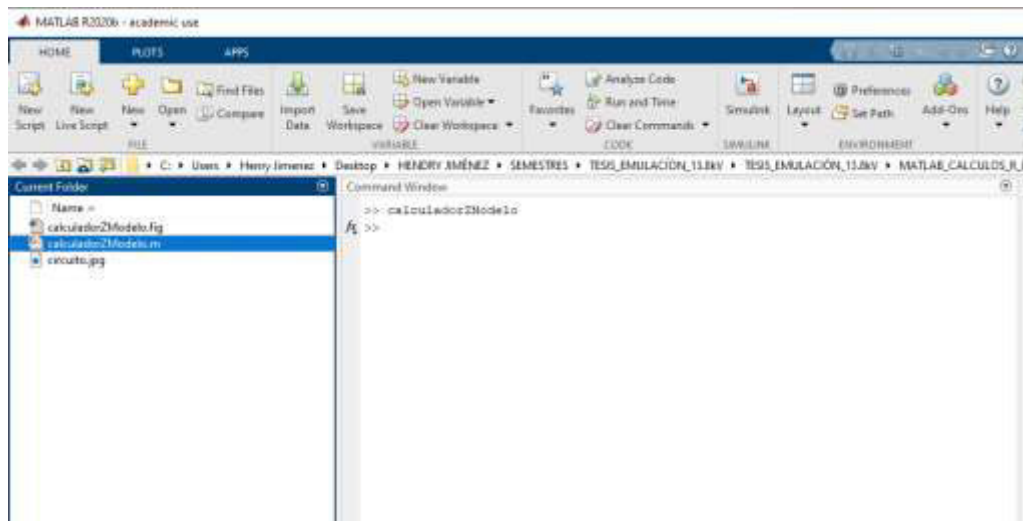 MATLAB R2020b - academic use
HOME PLOTS APPS
New Script
New Live Script
New
Open
Find Files
Compare
Import Data
Save Workspace
New Variable
Open Variable
Clear Workspace
Favorites
Analyze Code
Run and Time
Clear Commands
Simulink
Layout
Preferences
Set Path
Add-Ons
Help
FILE VARIABLE CODE SIMULINK ENVIRONMENT
C: Users Henry Jimenez Desktop HENDRY JIMÉNEZ SEMESTRES TESIS_EMULACIÓN_13.8kV TESIS_EMULACIÓN_13.8kV MATLAB_CALCULOS_R_
Current Folder
Name
calculadorZModelo.fig
calculadorZModelo.m
circuito.jpg
Command Window
>> calculadorZModelo
fx >>